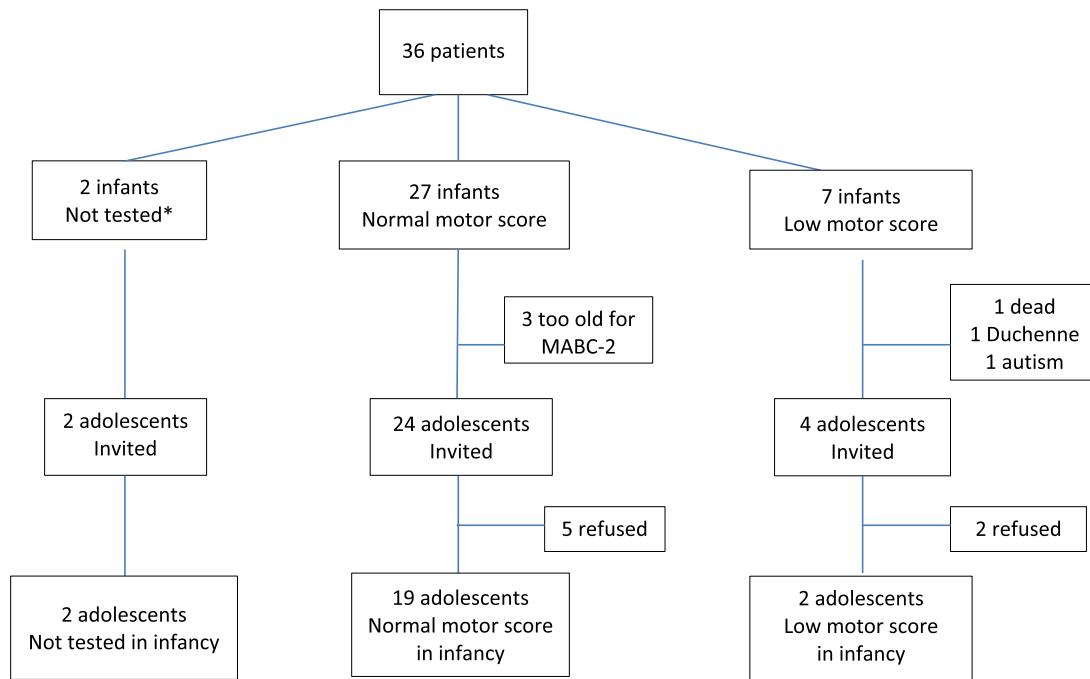 36 patients
2 infants
Not tested*
27 infants
Normal motor score
7 infants
Low motor score
3 too old for
MABC-2
1 dead
1 Duchenne
1 autism
2 adolescents
Invited
24 adolescents
Invited
4 adolescents
Invited
5 refused
2 refused
2 adolescents
Not tested in infancy
19 adolescents
Normal motor score
in infancy
2 adolescents
Low motor score
in infancy